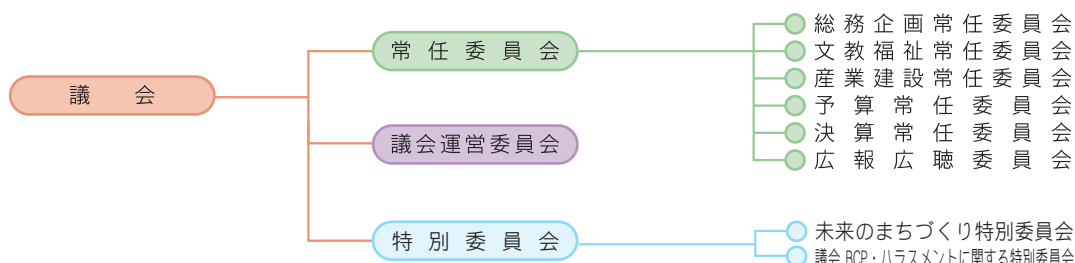 議会
常任委員会
議会運営委員会
特別委員会
総務企画常任委員会
文教福祉常任委員会
産業建設常任委員会
予算常任委員会
決算常任委員会
広報広聴委員会
未来のまちづくり特別委員会
議会BCP・ハラスメントに関する特別委員会